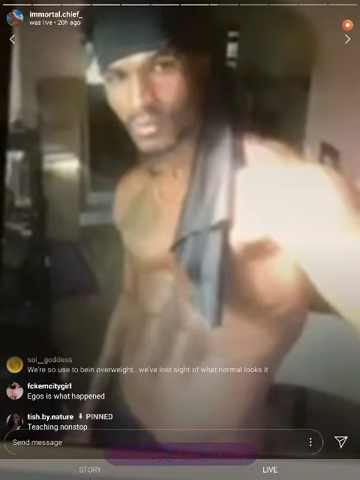 immortal.chief_
was live • 20h ago
soi__goddess
We're so use to bein overweight.. we've lost sight of what normal looks it
fckemcitygirl
Egos is what happened
tish.by.nature PINNED
Teaching nonstop
Send message
STORY LIVE